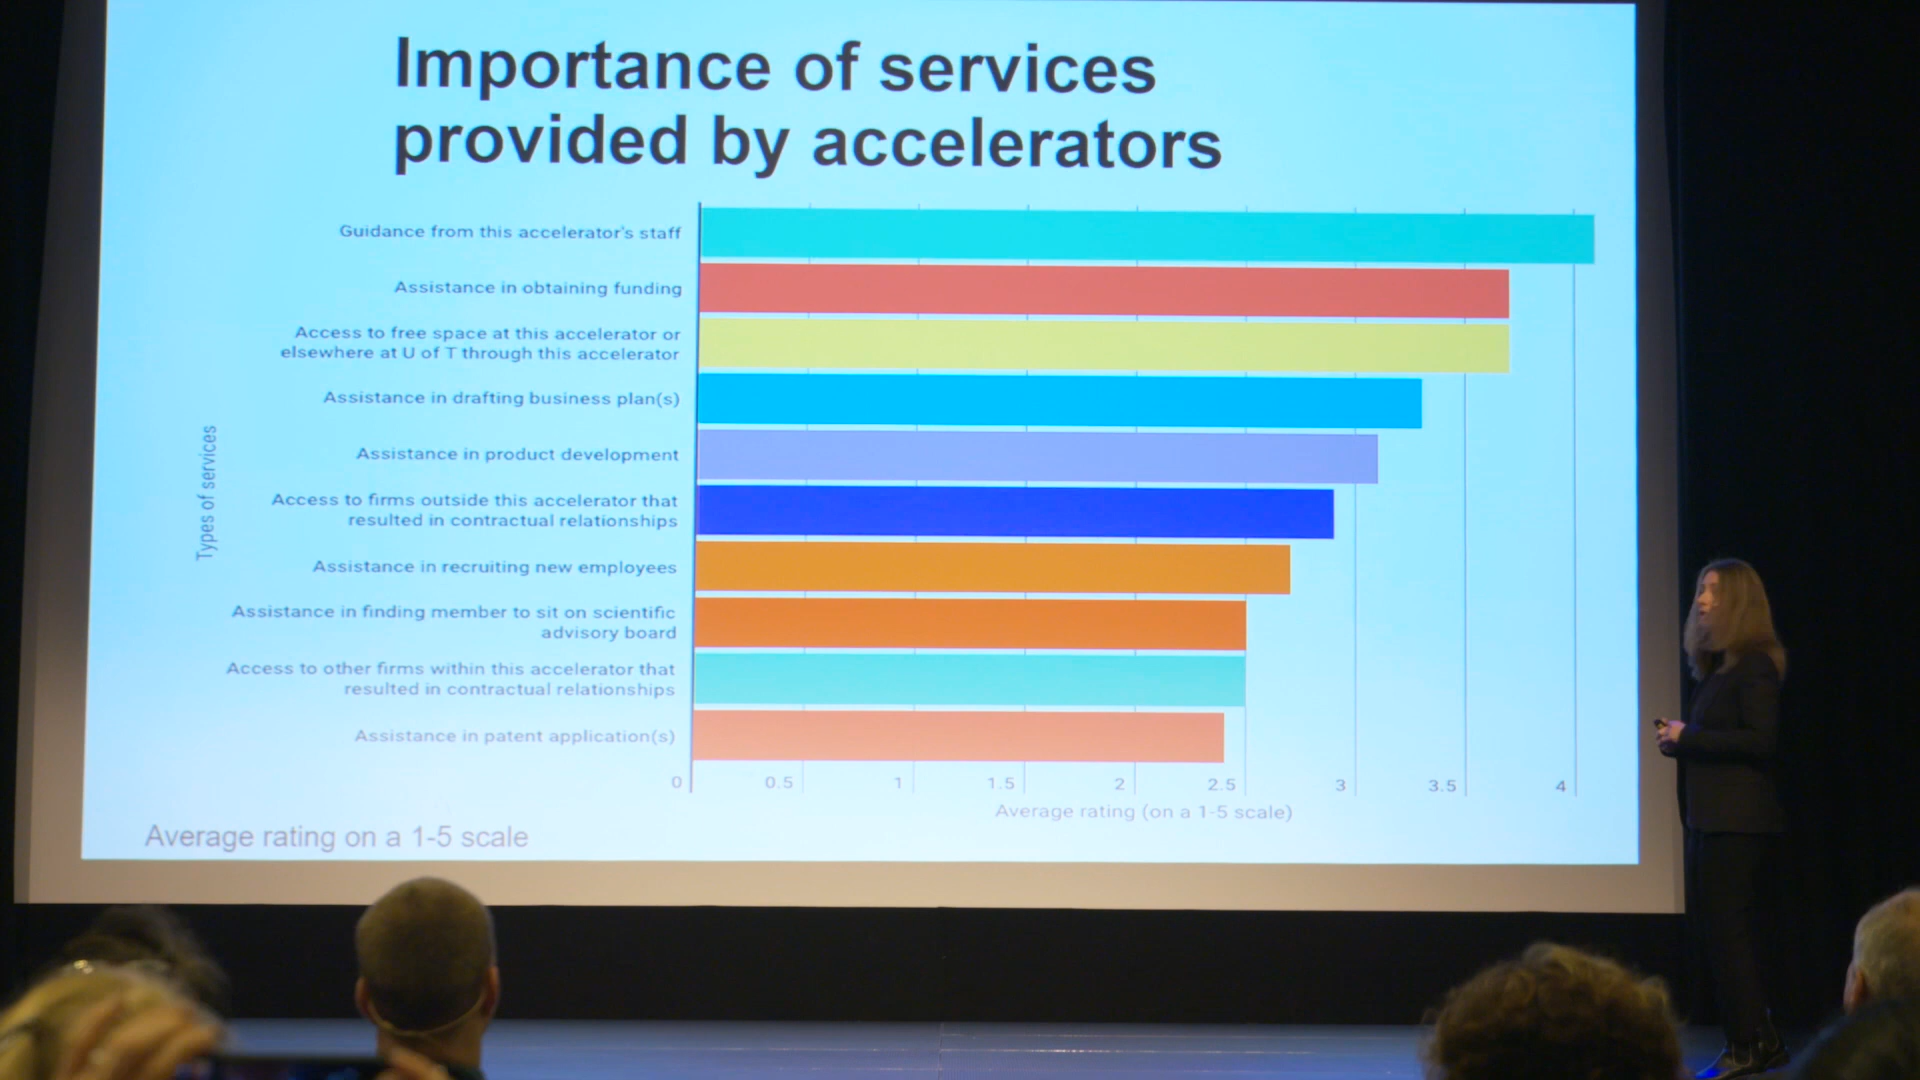 Importance of services
provided by accelerators
Guidance from this accelerator's staff
Assistance in obtaining funding
Access to free space at this accelerator or
elsewhere at U of T through this accelerator
Assistance in drafting business plan(s)
Assistance in product development
Access to firms outside this accelerator that
resulted in contractual relationships
Assistance in recruiting new employees
Assistance in finding member to sit on scientific
advisory board
Access to other firms within this accelerator that
resulted in contractual relationships
Assistance in patent application(s)
Types of services
0 0.5 1 1.5 2 2.5 3 3.5 4
Average rating (on a 1-5 scale)
Average rating on a 1-5 scale